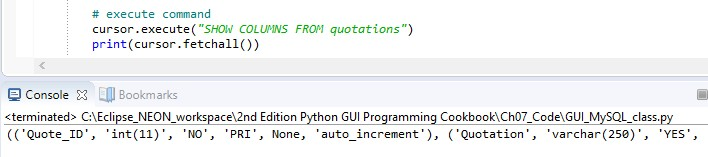 # execute command
cursor.execute("SHOW COLUMNS FROM quotations")
print(cursor.fetchall())
Console Bookmarks
<terminated> C:\Eclipse_NEON_workspace\2nd Edition Python GUI Programming Cookbook\Ch07_Code\GUI_MySQL_class.py
(('Quote_ID', 'int(11)', 'NO', 'PRI', None, 'auto_increment'), ('Quotation', 'varchar(250)', 'YES',